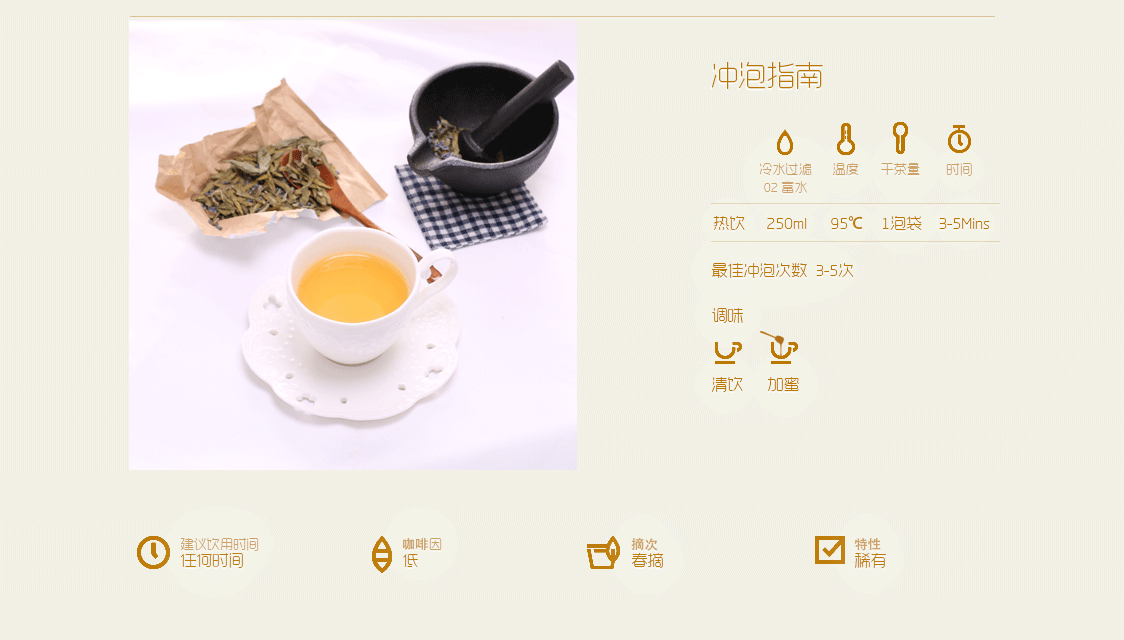 冲泡指南
冷水过滤 温度 干茶量 时间
02 富水
热饮 250ml 95℃ 1泡袋 3-5Mins
最佳冲泡次数 3-5次
调味
清饮 加蜜
建议饮用时间 咖啡因 摘次 特性
任何时间 低 春摘 稀有